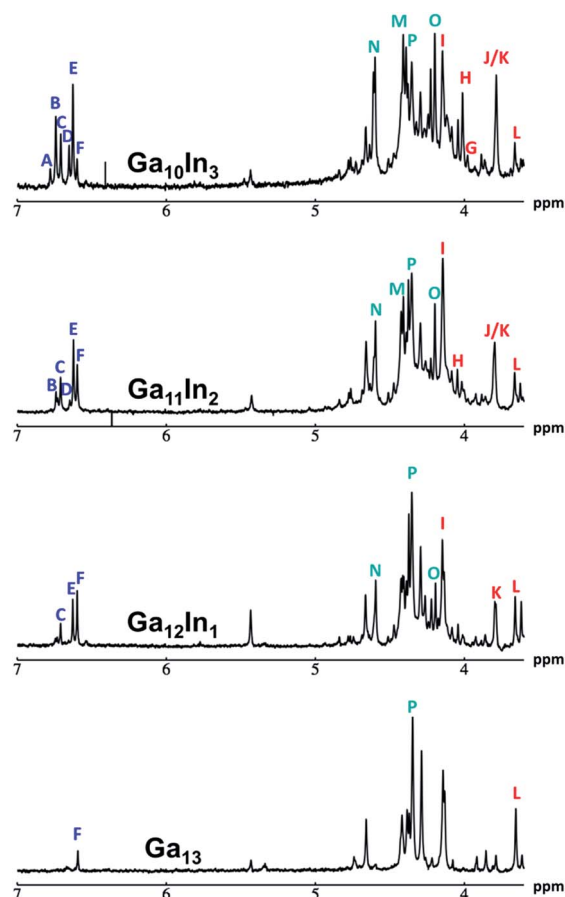 O
M
I
N
P
J/K
E
H
B
C
D
F
G
A
L
Ga₁₀In₃
7 6 5 4 ppm
I
P
M
O
N
E
J/K
C
F
H
B D
L
Ga₁₁In₂
7 6 5 4 ppm
P
I
N
O
E F
K
L
C
Ga₁₂In₁
7 6 5 4 ppm
P
L
F
Ga₁₃
7 6 5 4 ppm